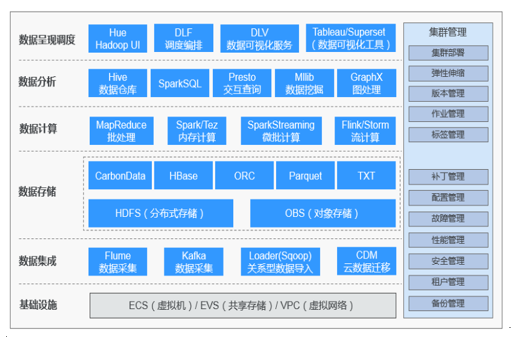 数据呈现调度
Hue
Hadoop UI
DLF
调度编排
DLV
数据可视化服务
Tableau/Superset
（数据可视化工具）
数据分析
Hive
数据仓库
SparkSQL
Presto
交互查询
Mllib
数据挖掘
GraphX
图处理
数据计算
MapReduce
批处理
Spark/Tez
内存计算
SparkStreaming
微批计算
Flink/Storm
流计算
数据存储
CarbonData
HBase
ORC
Parquet
TXT
HDFS（分布式存储）
OBS（对象存储）
数据集成
Flume
数据采集
Kafka
数据采集
Loader(Sqoop)
关系型数据导入
CDM
云数据迁移
基础设施
ECS（虚拟机）/ EVS（共享存储）/ VPC（虚拟网络）
集群管理
集群部署
弹性伸缩
版本管理
作业管理
标签管理
补丁管理
配置管理
故障管理
性能管理
安全管理
租户管理
备份管理